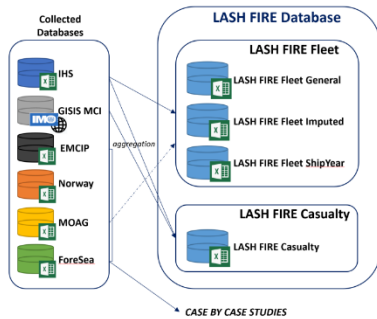 Collected
Databases
IHS
GISIS MCI
IMO
EMCIP
Norway
MOAG
ForeSea
aggregation
LASH FIRE Database
LASH FIRE Fleet
LASH FIRE Fleet General
LASH FIRE Fleet Imputed
LASH FIRE Fleet ShipYear
LASH FIRE Casualty
LASH FIRE Casualty
CASE BY CASE STUDIES